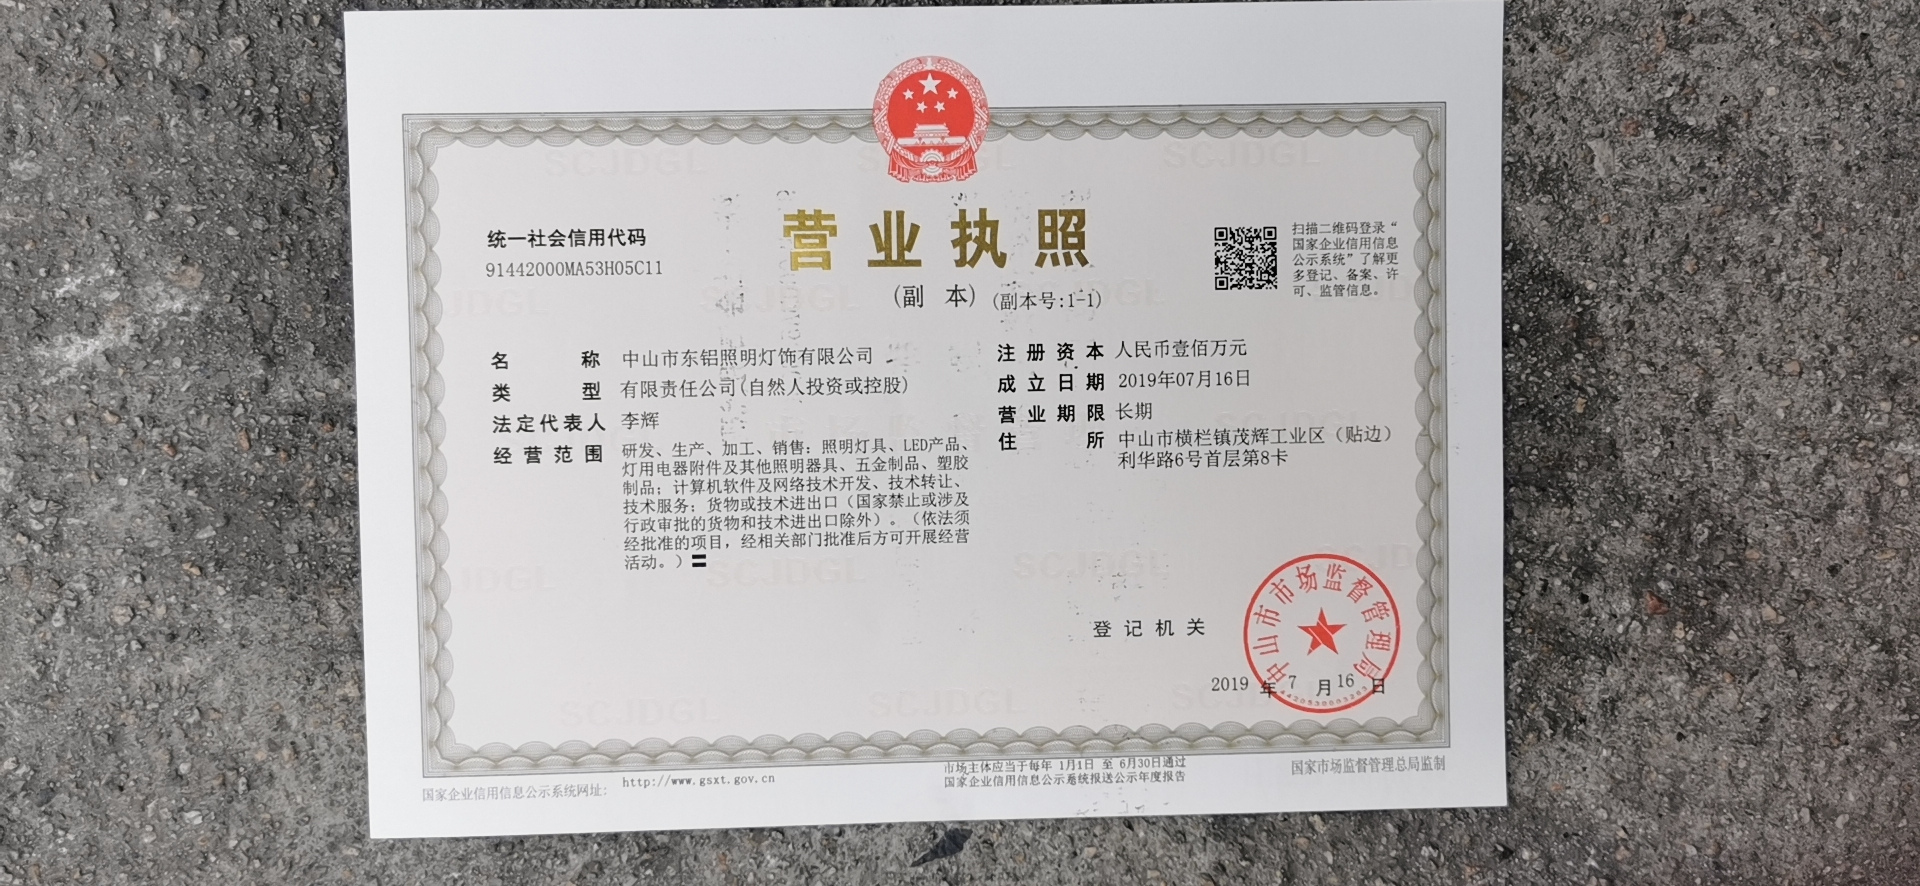 营业执照
(副 本) (副本号:1-1)
统一社会信用代码
91442000MA53H05C11
扫描二维码登录“
国家企业信用信息
公示系统”了解更
多登记、备案、许
可、监管信息。
名 称 中山市东铝照明灯饰有限公司
类 型 有限责任公司(自然人投资或控股)
法定代表人 李辉
经营范围 研发、生产、加工、销售：照明灯具、LED产品、
灯用电器附件及其他照明器具、五金制品、塑胶
制品；计算机软件及网络技术开发、技术转让、
技术服务；货物或技术进出口（国家禁止或涉及
行政审批的货物和技术进出口除外）。（依法须
经批准的项目，经相关部门批准后方可开展经营
活动。）
注册资本 人民币壹佰万元
成立日期 2019年07月16日
营业期限 长期
住 所 中山市横栏镇茂辉工业区（贴边）
利华路6号首层第8卡
登记机关
中山市市场监督管理局
2019 年 7 月 16 日
国家企业信用信息公示系统网址： http://www.gsxt.gov.cn
市场主体应当于每年 1月1日 至 6月30日通过
国家企业信用信息公示系统报送公示年度报告
国家市场监督管理总局监制
SCJDGL